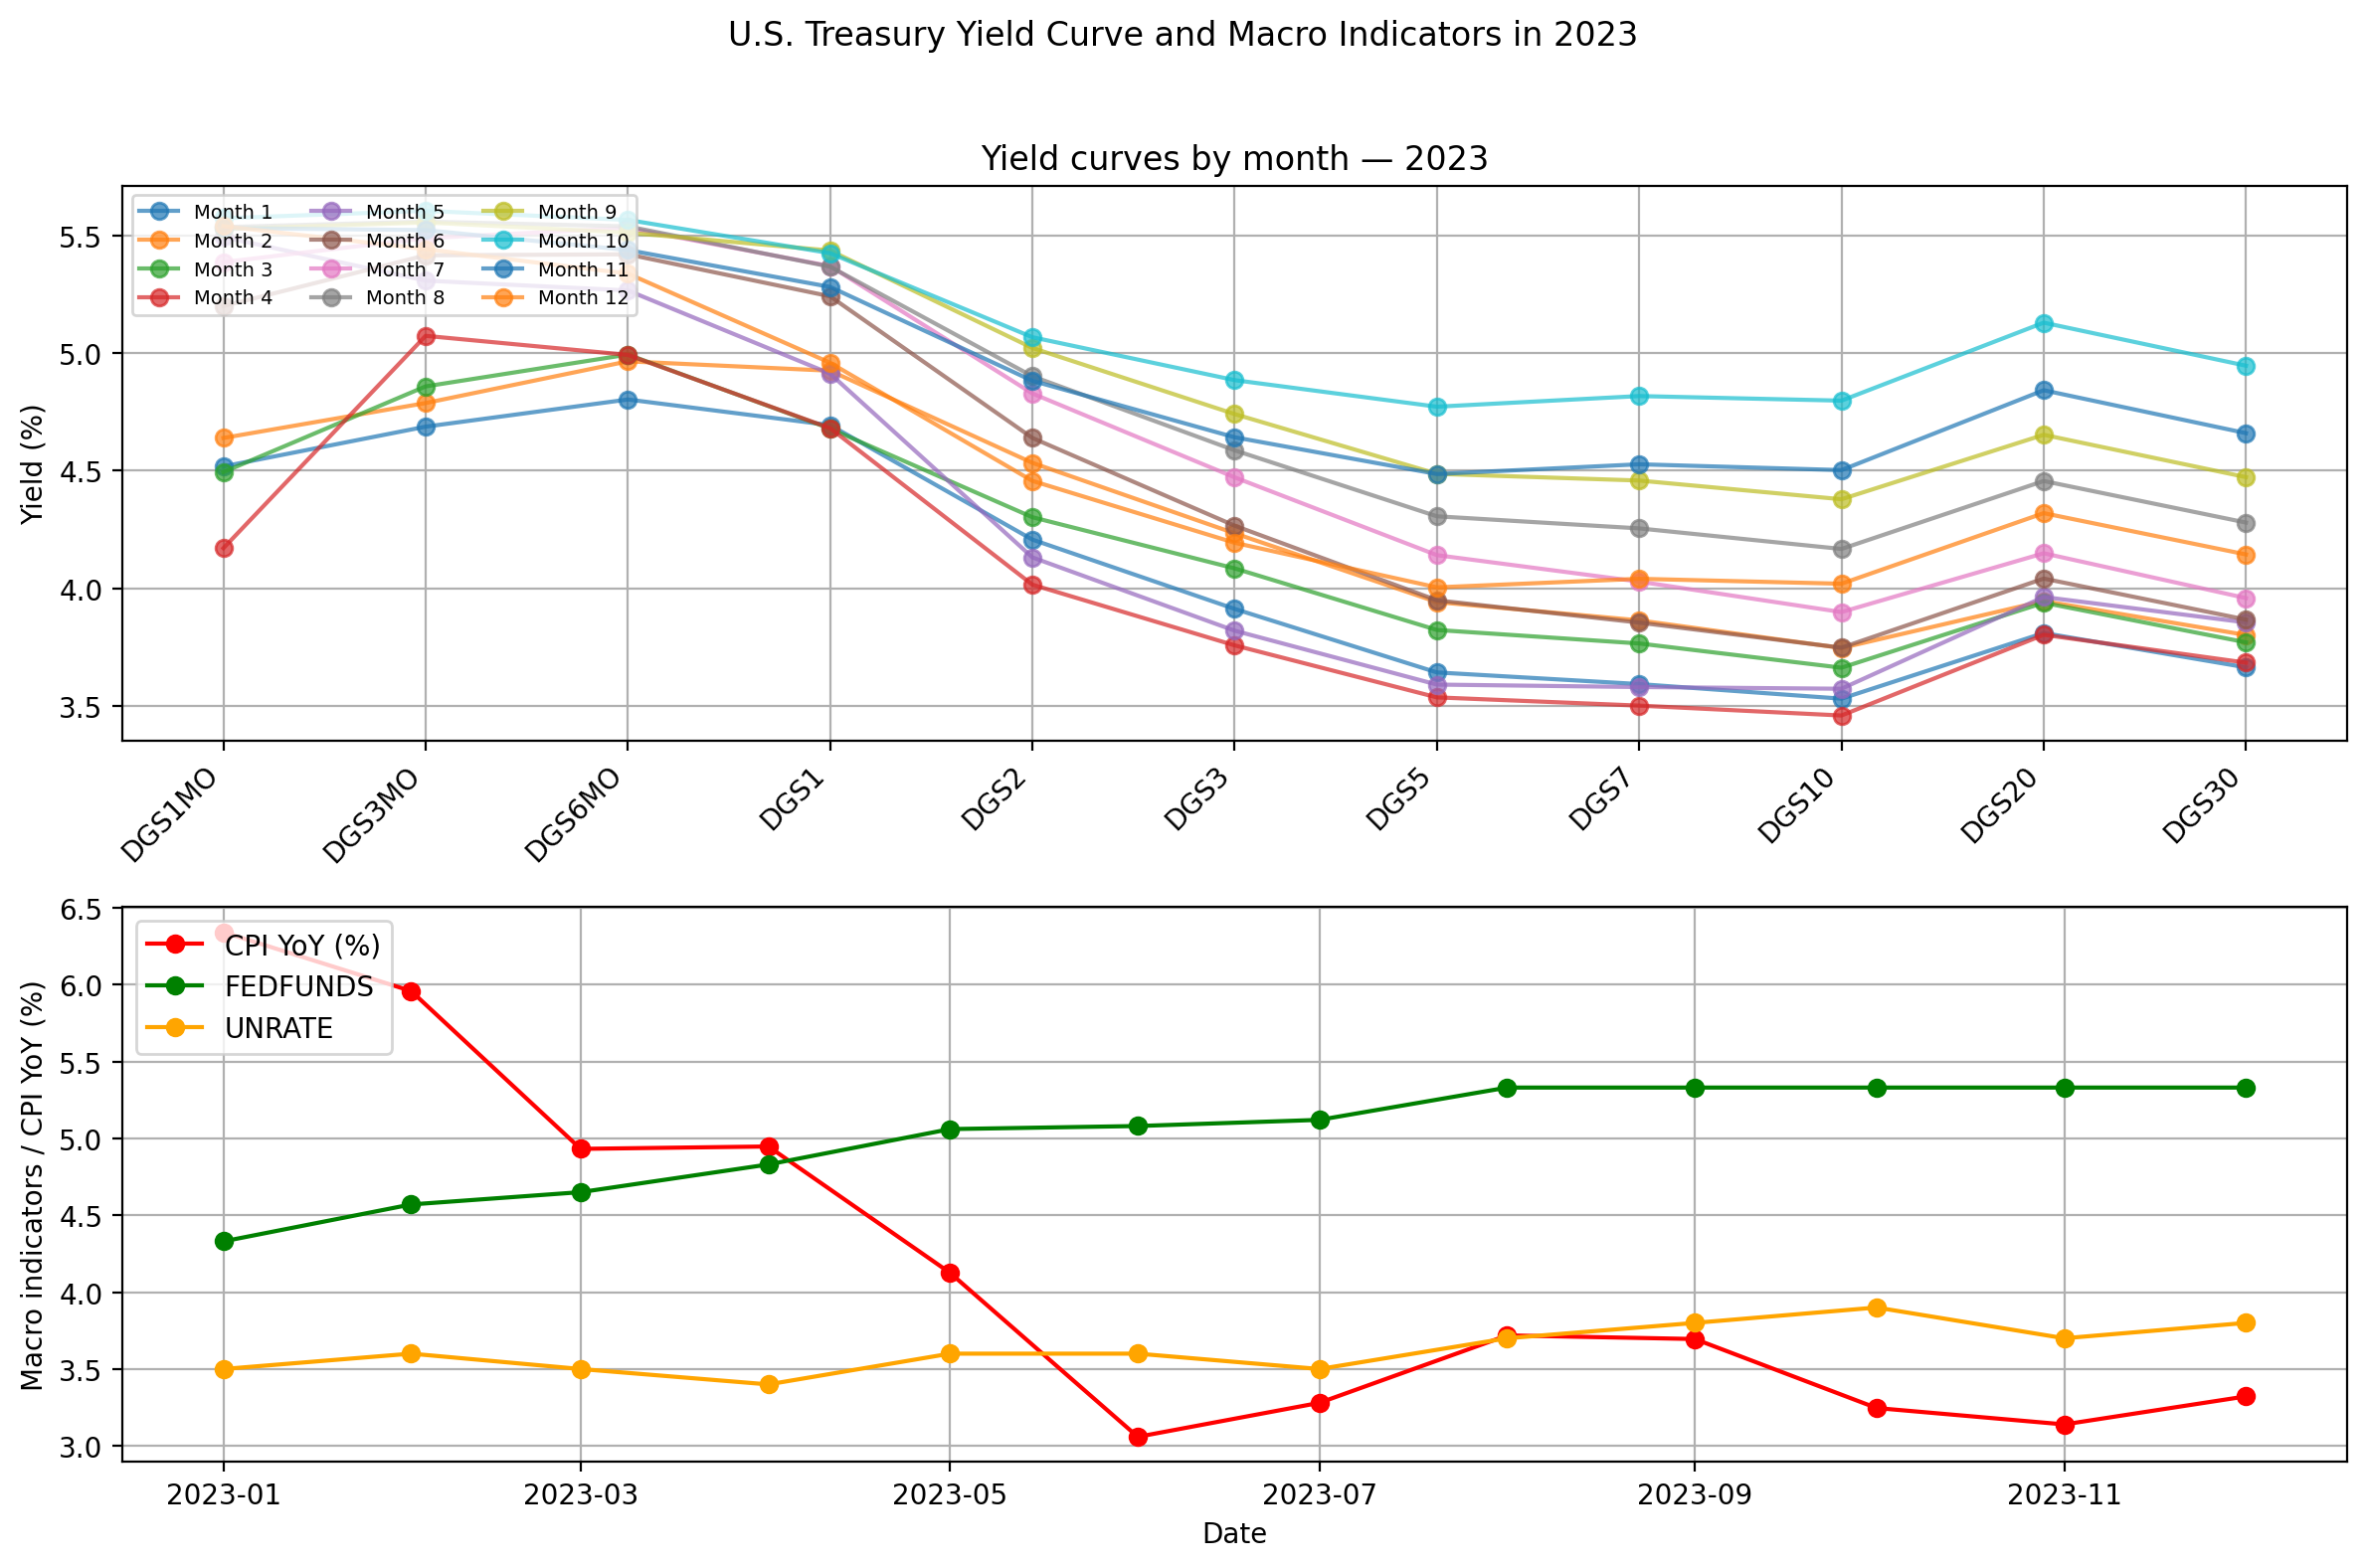 U.S. Treasury Yield Curve and Macro Indicators in 2023
Yield curves by month — 2023
Month 1
Month 2
Month 3
Month 4
Month 5
Month 6
Month 7
Month 8
Month 9
Month 10
Month 11
Month 12
Yield (%)
5.5
5.0
4.5
4.0
3.5
DGS1MO
DGS3MO
DGS6MO
DGS1
DGS2
DGS3
DGS5
DGS7
DGS10
DGS20
DGS30
CPI YoY (%)
FEDFUNDS
UNRATE
Macro indicators / CPI YoY (%)
6.5
6.0
5.5
5.0
4.5
4.0
3.5
3.0
2023-01
2023-03
2023-05
2023-07
2023-09
2023-11
Date